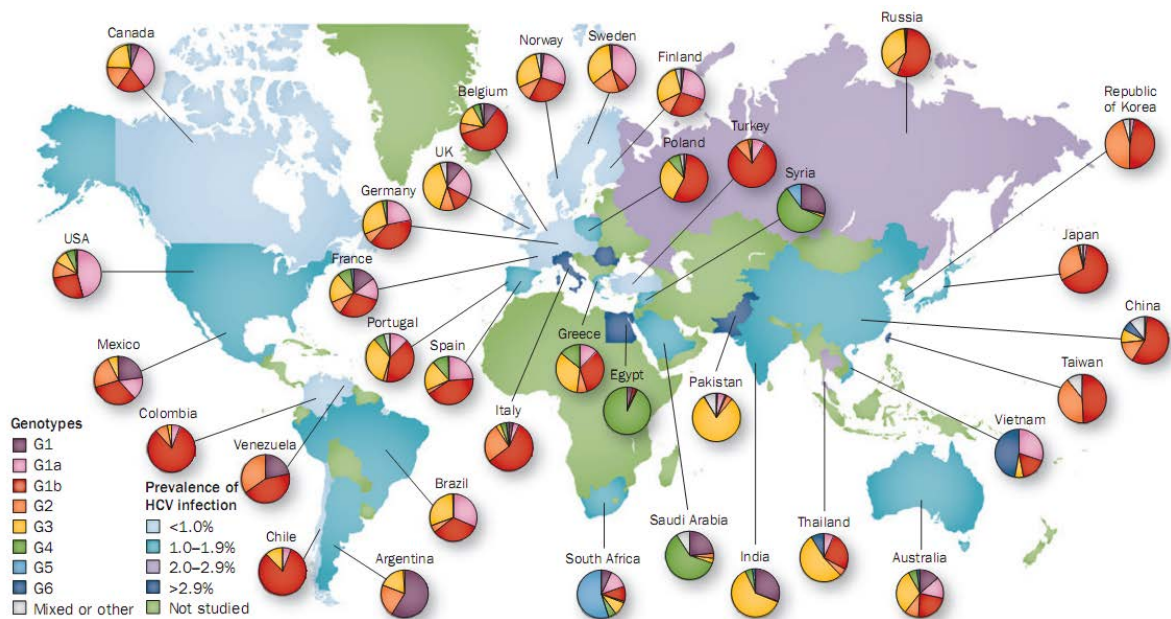 Canada
Norway
Sweden
Finland
Russia
Belgium
Republic
of Korea
UK
Poland
Turkey
Syria
Germany
USA
France
Japan
China
Portugal
Spain
Greece
Egypt
Pakistan
Taiwan
Mexico
Italy
Vietnam
Colombia
Venezuela
Brazil
Saudi Arabia
Thailand
Chile
Argentina
South Africa
India
Australia
Genotypes
G1
G1a
G1b
G2
G3
G4
G5
G6
Mixed or other
Prevalence of
HCV infection
<1.0%
1.0–1.9%
2.0–2.9%
>2.9%
Not studied